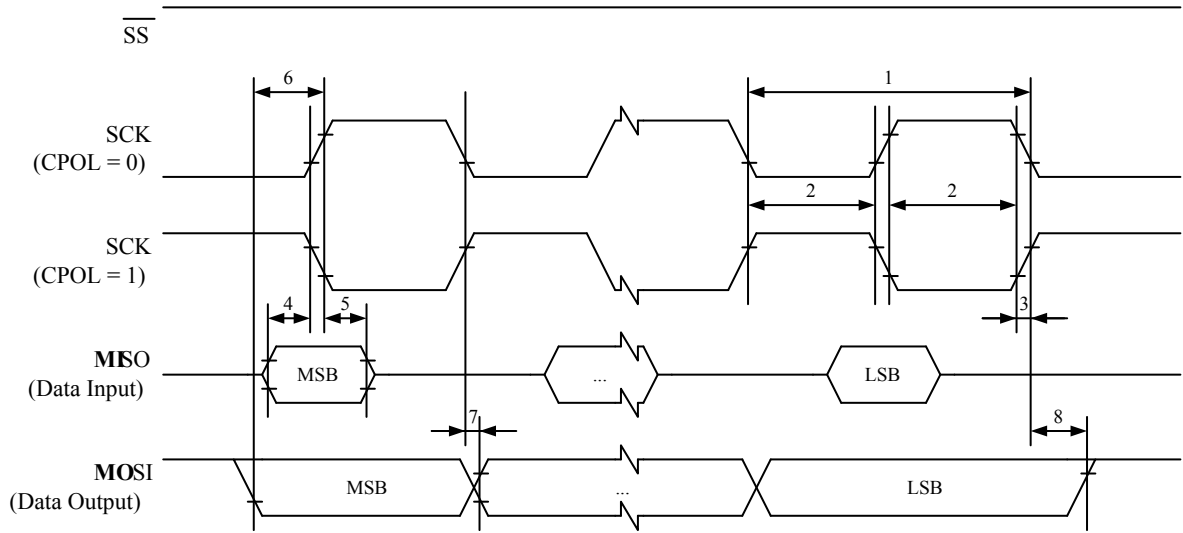 SS
6
1
SCK
(CPOL = 0)
2
2
SCK
(CPOL = 1)
4
5
3
MISO
(Data Input)
MSB
...
LSB
7
8
MOSI
(Data Output)
MSB
...
LSB